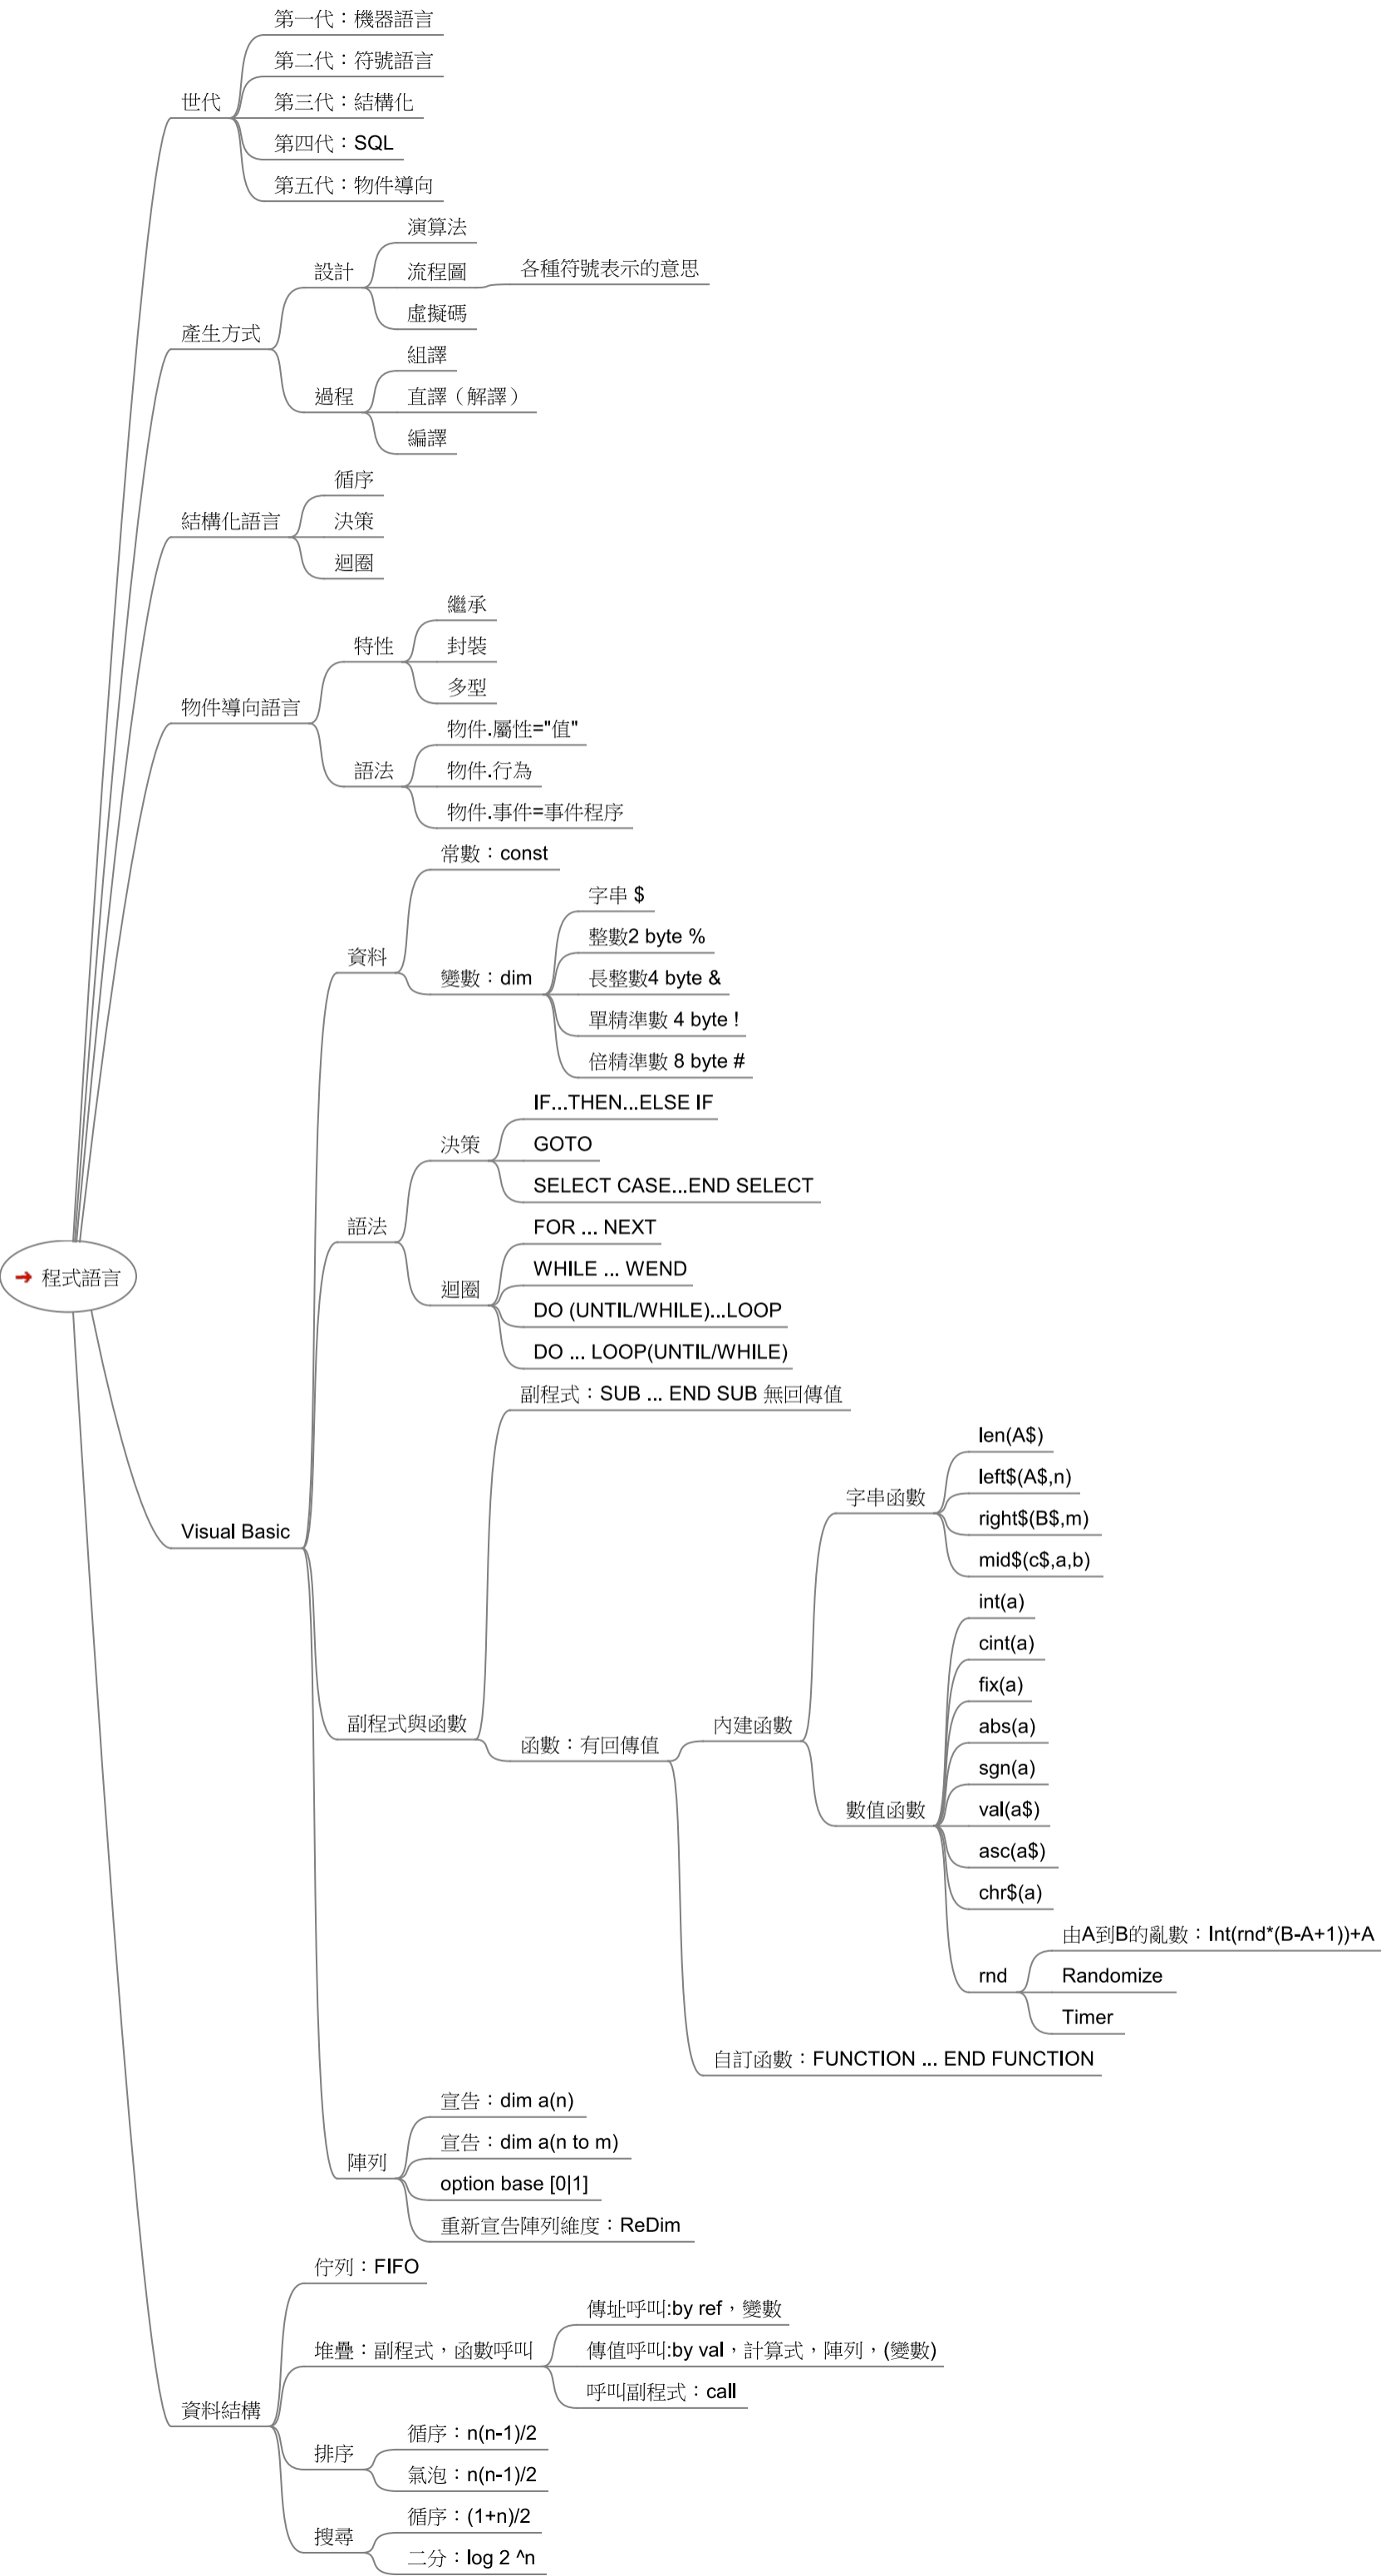 第一代：機器語言
第二代：符號語言
世代
第三代：結構化
第四代：SQL
第五代：物件導向
演算法
設計
流程圖
各種符號表示的意思
虛擬碼
產生方式
組譯
過程
直譯（解譯）
編譯
循序
結構化語言
決策
迴圈
繼承
特性
封裝
多型
物件導向語言
物件.屬性="值"
語法
物件.行為
物件.事件=事件程序
常數：const
資料
字串 $
整數2 byte %
變數：dim
長整數4 byte &
單精準數 4 byte !
倍精準數 8 byte #
IF...THEN...ELSE IF
決策
GOTO
SELECT CASE...END SELECT
語法
FOR ... NEXT
WHILE ... WEND
迴圈
DO (UNTIL/WHILE)...LOOP
DO ... LOOP(UNTIL/WHILE)
程式語言
副程式：SUB ... END SUB 無回傳值
len(A$)
left$(A$,n)
字串函數
right$(B$,m)
mid$(c$,a,b)
Visual Basic
int(a)
cint(a)
fix(a)
副程式與函數
函數：有回傳值
內建函數
abs(a)
sgn(a)
數值函數
val(a$)
asc(a$)
chr$(a)
由A到B的亂數：Int(rnd*(B-A+1))+A
rnd
Randomize
Timer
自訂函數：FUNCTION ... END FUNCTION
宣告：dim a(n)
宣告：dim a(n to m)
陣列
option base [0|1]
重新宣告陣列維度：ReDim
佇列：FIFO
傳址呼叫:by ref，變數
堆疊：副程式，函數呼叫
傳值呼叫:by val，計算式，陣列，(變數)
呼叫副程式：call
資料結構
循序：n(n-1)/2
排序
氣泡：n(n-1)/2
循序：(1+n)/2
搜尋
二分：log 2 ^n